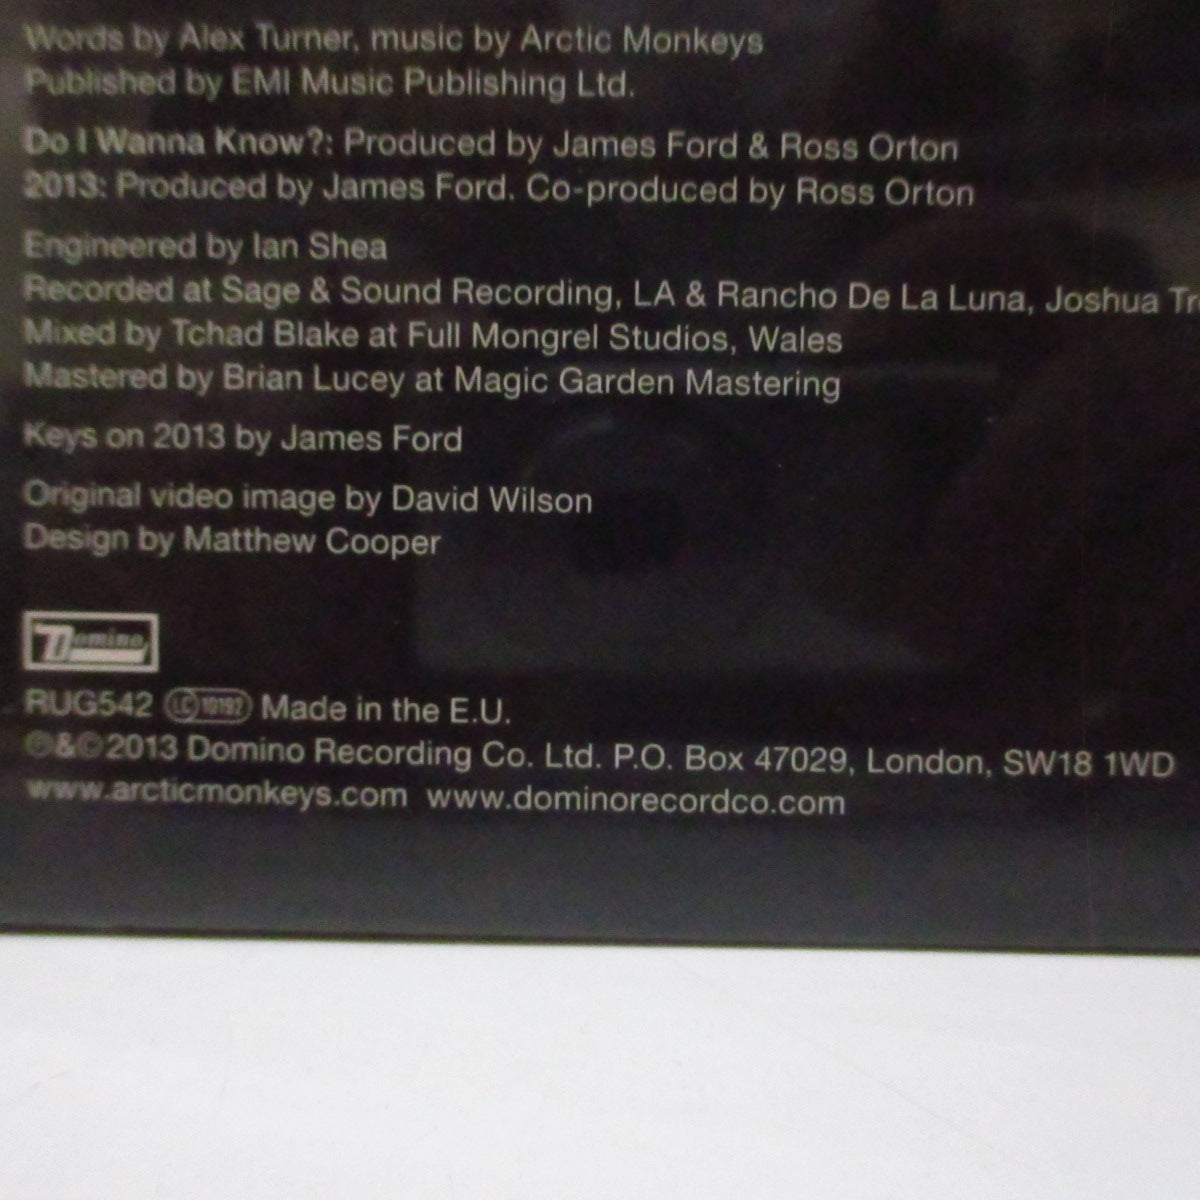 Words by Alex Turner, music by Arctic Monkeys
Published by EMI Music Publishing Ltd.
Do I Wanna Know?: Produced by James Ford & Ross Orton
2013: Produced by James Ford. Co-produced by Ross Orton
Engineered by Ian Shea
Recorded at Sage & Sound Recording, LA & Rancho De La Luna, Joshua Tr
Mixed by Tchad Blake at Full Mongrel Studios, Wales
Mastered by Brian Lucey at Magic Garden Mastering
Keys on 2013 by James Ford
Original video image by David Wilson
Design by Matthew Cooper
Domino
RUG542 LC 10192 Made in the E.U.
℗&©2013 Domino Recording Co. Ltd. P.O. Box 47029, London, SW18 1WD
www.arcticmonkeys.com www.dominorecordco.com